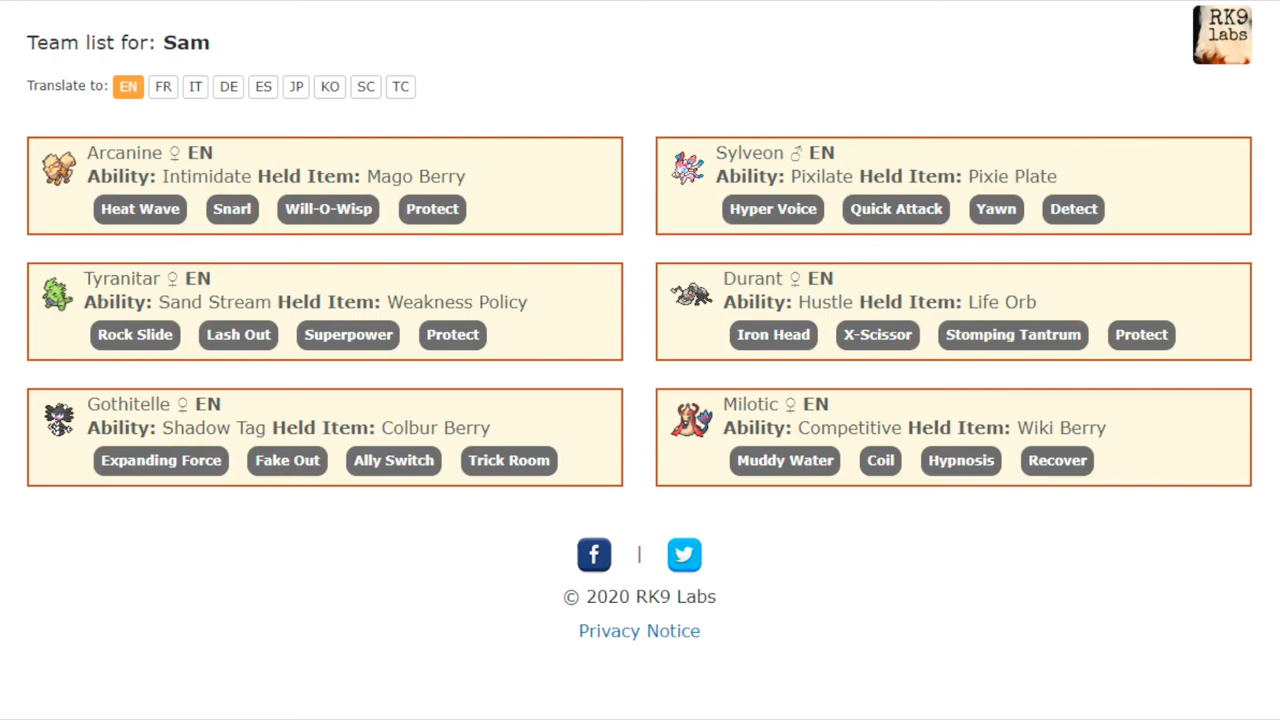 Team list for: Sam
RK9
labs
Translate to: EN FR IT DE ES JP KO SC TC
Arcanine ♀ EN
Ability: Intimidate Held Item: Mago Berry
Heat Wave Snarl Will-O-Wisp Protect
Sylveon ♂ EN
Ability: Pixilate Held Item: Pixie Plate
Hyper Voice Quick Attack Yawn Detect
Tyranitar ♀ EN
Ability: Sand Stream Held Item: Weakness Policy
Rock Slide Lash Out Superpower Protect
Durant ♀ EN
Ability: Hustle Held Item: Life Orb
Iron Head X-Scissor Stomping Tantrum Protect
Gothitelle ♀ EN
Ability: Shadow Tag Held Item: Colbur Berry
Expanding Force Fake Out Ally Switch Trick Room
Milotic ♀ EN
Ability: Competitive Held Item: Wiki Berry
Muddy Water Coil Hypnosis Recover
f |
© 2020 RK9 Labs
Privacy Notice